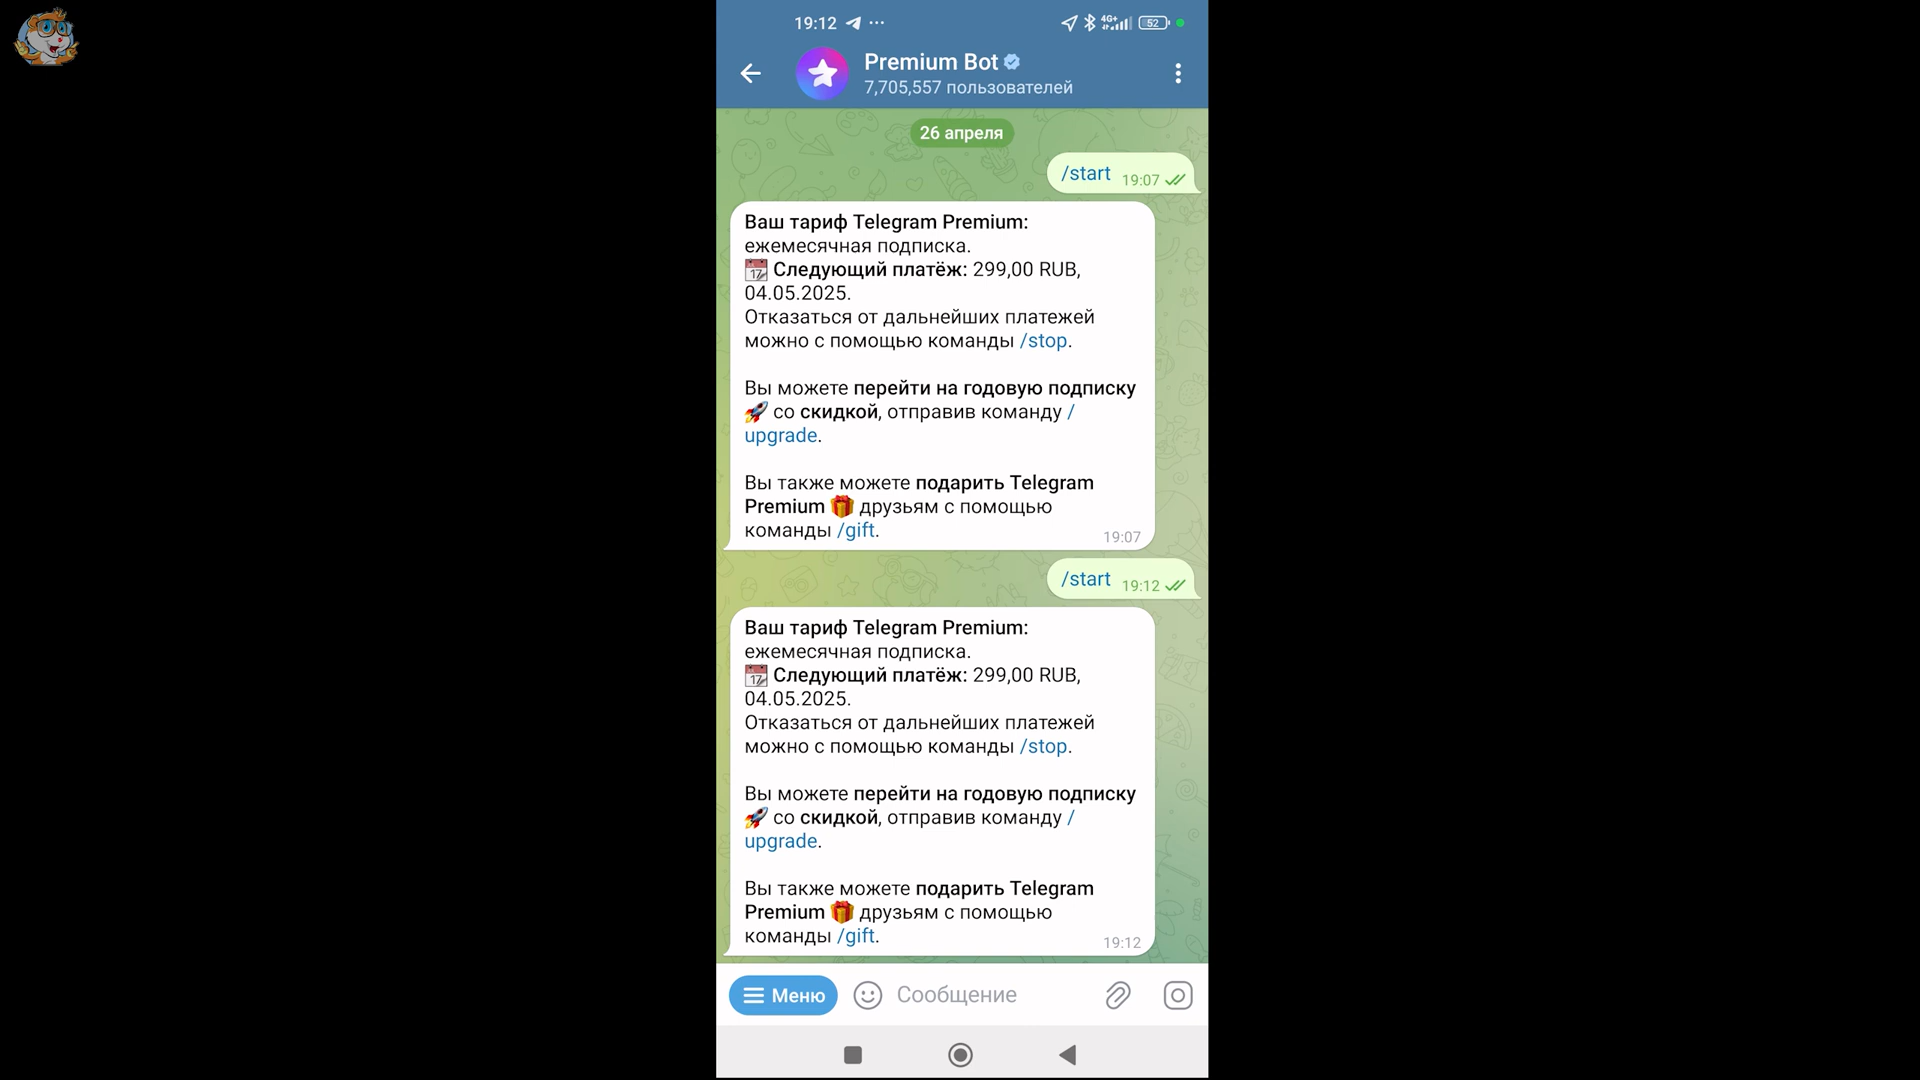 19:12
4G+
52
Premium Bot
7,705,557 пользователей
26 апреля
/start 19:07
Ваш тариф Telegram Premium:
ежемесячная подписка.
📅 Следующий платёж: 299,00 RUB,
04.05.2025.
Отказаться от дальнейших платежей
можно с помощью команды /stop.
Вы можете перейти на годовую подписку
🚀 со скидкой, отправив команду /
upgrade.
Вы также можете подарить Telegram
Premium 🎁 друзьям с помощью
команды /gift.
19:07
/start 19:12
Ваш тариф Telegram Premium:
ежемесячная подписка.
📅 Следующий платёж: 299,00 RUB,
04.05.2025.
Отказаться от дальнейших платежей
можно с помощью команды /stop.
Вы можете перейти на годовую подписку
🚀 со скидкой, отправив команду /
upgrade.
Вы также можете подарить Telegram
Premium 🎁 друзьям с помощью
команды /gift.
19:12
Меню
Сообщение